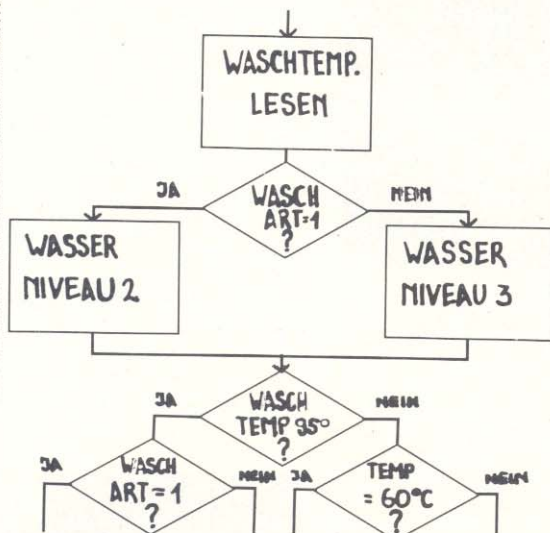 WASCHTEMP.
LESEN
JA
WASCH
ART=1
?
NEIN
WASSER
NIVEAU 2
WASSER
NIVEAU 3
JA
WASCH
TEMP 95°
?
NEIN
JA
WASCH
ART=1
?
NEIN
JA
TEMP
= 60°C
?
NEIN